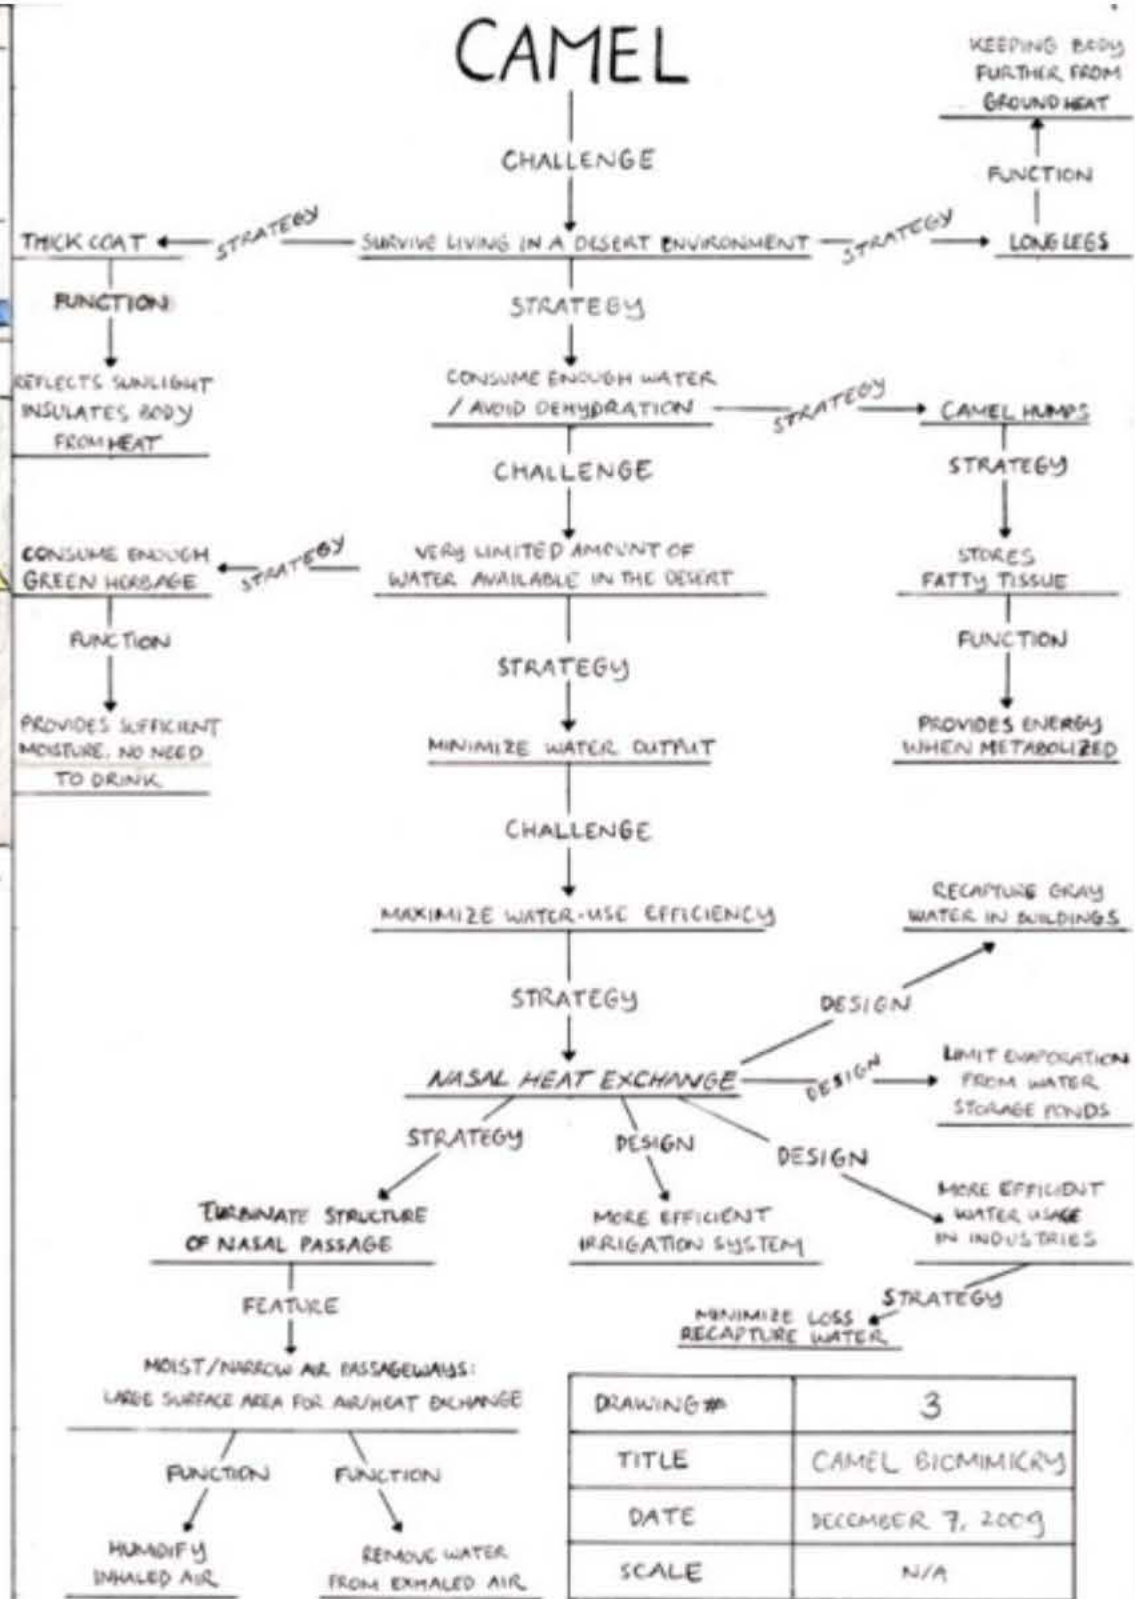 CAMEL
KEEPING BODY
FURTHER FROM
GROUND HEAT
CHALLENGE
FUNCTION
THICK COAT
STRATEGY
SURVIVE LIVING IN A DESERT ENVIRONMENT
STRATEGY
LONG LEGS
FUNCTION
STRATEGY
REFLECTS SUNLIGHT
INSULATES BODY
FROM HEAT
CONSUME ENOUGH WATER
/ AVOID DEHYDRATION
STRATEGY
CAMEL HUMPS
CHALLENGE
STRATEGY
CONSUME ENOUGH
GREEN HERBAGE
STRATEGY
VERY LIMITED AMOUNT OF
WATER AVAILABLE IN THE DESERT
STORES
FATTY TISSUE
FUNCTION
STRATEGY
FUNCTION
PROVIDES SUFFICIENT
MOISTURE, NO NEED
TO DRINK
MINIMIZE WATER OUTPUT
PROVIDES ENERGY
WHEN METABOLIZED
CHALLENGE
MAXIMIZE WATER-USE EFFICIENCY
RECAPTURE GRAY
WATER IN BUILDINGS
STRATEGY
DESIGN
NASAL HEAT EXCHANGE
DESIGN
LIMIT EVAPORATION
FROM WATER
STORAGE PONDS
STRATEGY
DESIGN
DESIGN
TURBINATE STRUCTURE
OF NASAL PASSAGE
MORE EFFICIENT
IRRIGATION SYSTEM
MORE EFFICIENT
WATER USAGE
IN INDUSTRIES
FEATURE
STRATEGY
MINIMIZE LOSS
RECAPTURE WATER
MOIST/NARROW AIR PASSAGEWAYS:
LARGE SURFACE AREA FOR AIR/HEAT EXCHANGE
FUNCTION
FUNCTION
HUMDIFY
INHALED AIR
REMOVE WATER
FROM EXHALED AIR
DRAWING # 3
TITLE CAMEL BIOMIMICRY
DATE DECEMBER 7, 2009
SCALE N/A